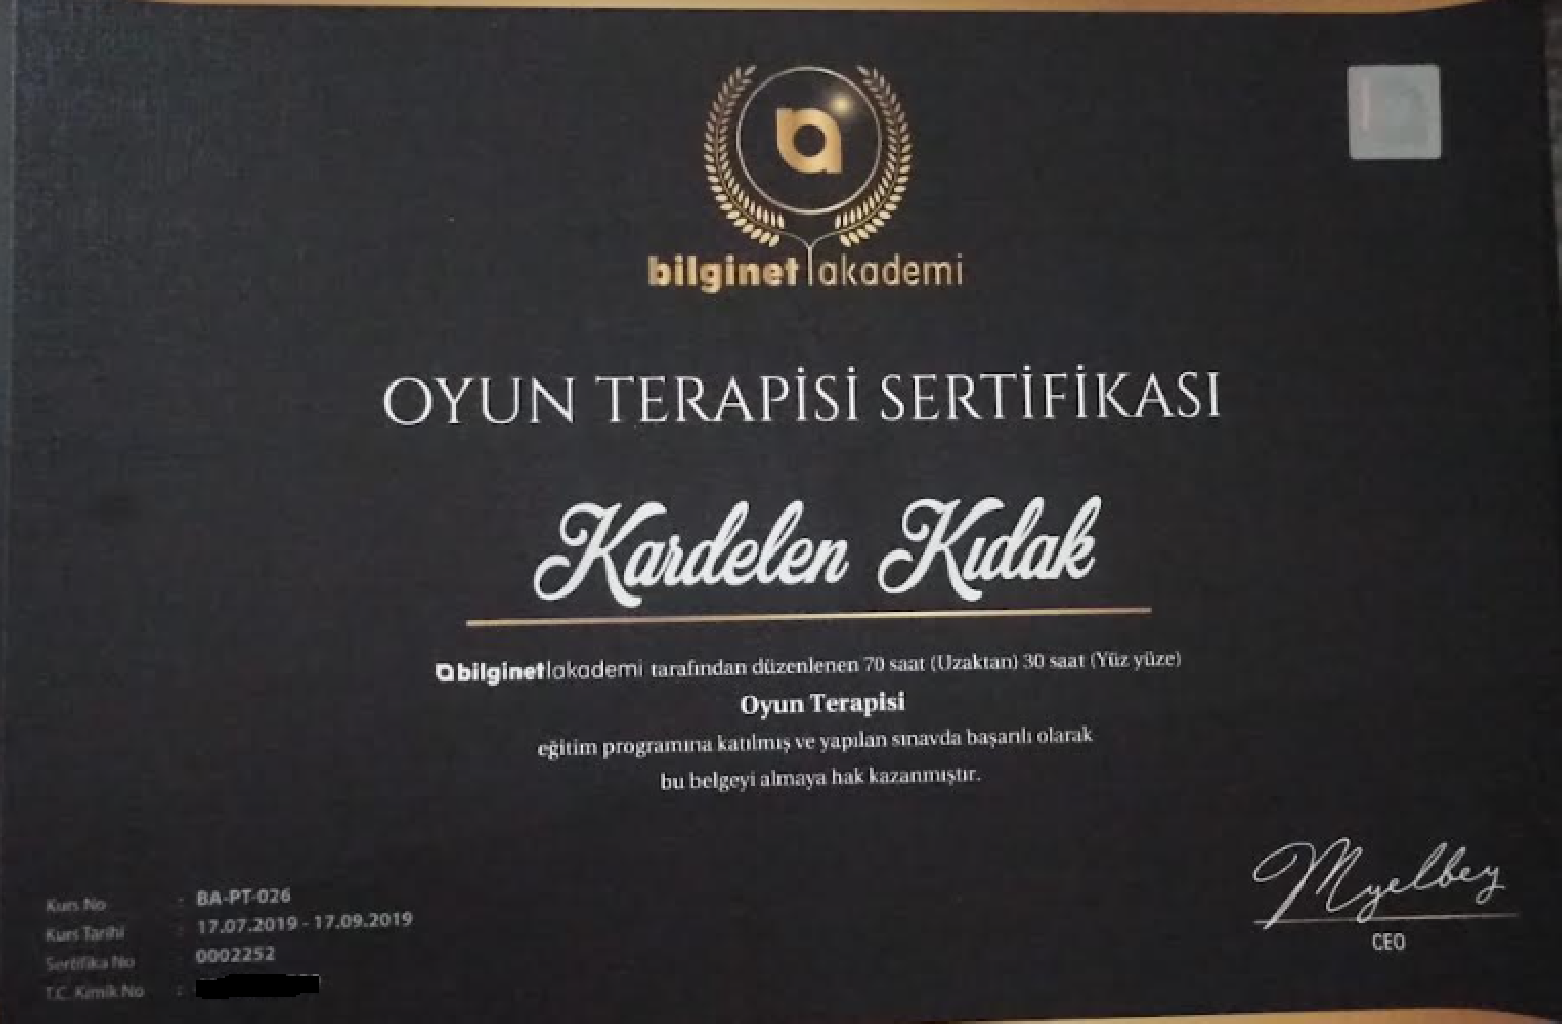 bilginet akademi
OYUN TERAPİSİ SERTİFİKASI
Kardelen Kıdak
bilginet akademi tarafından düzenlenen 70 saat (Uzaktan) 30 saat (Yüz yüze)
Oyun Terapisi
eğitim programına katılmış ve yapılan sınavda başarılı olarak
bu belgeyi almaya hak kazanmıştır.
Myelbey
CEO
Kurs No : BA-PT-026
Kurs Tarihi : 17.07.2019 - 17.09.2019
Sertifika No : 0002252
T.C. Kimik No :